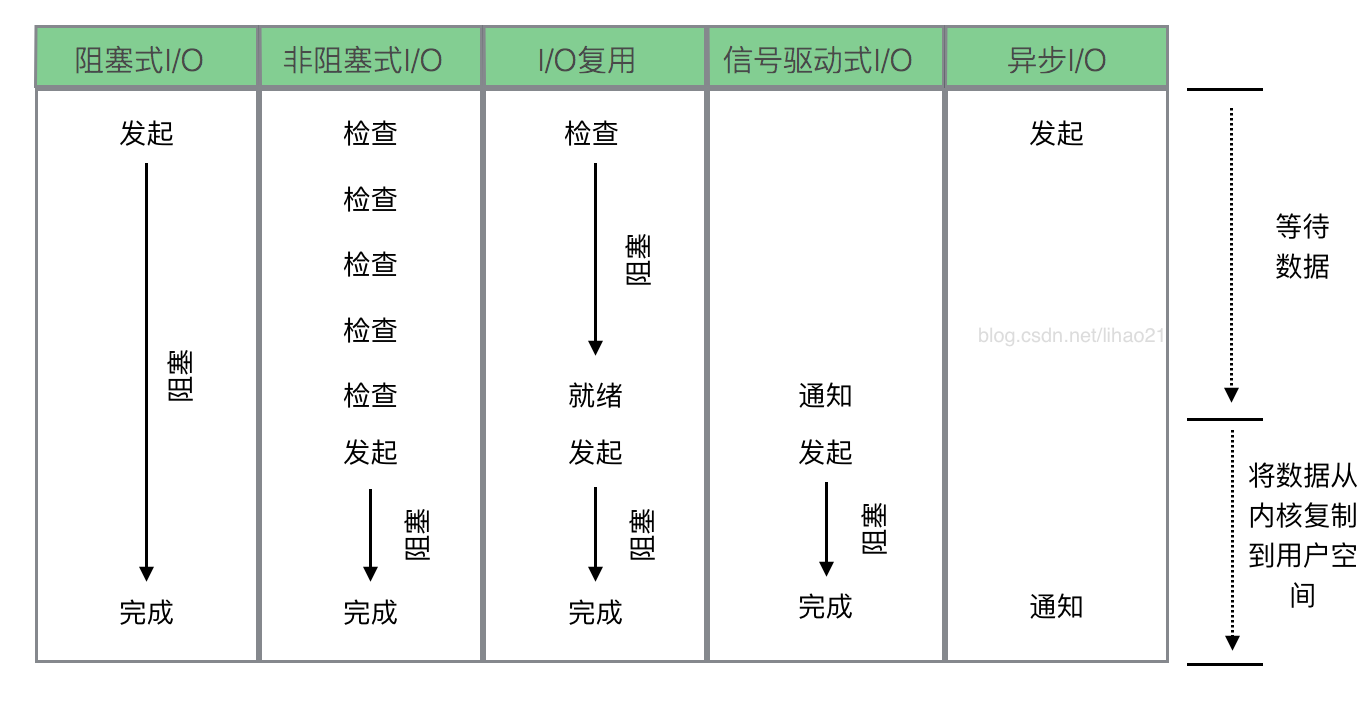 阻塞式I/O 非阻塞式I/O I/O复用 信号驱动式I/O 异步I/O
发起 检查 检查 发起
检查
等待
阻塞
检查
数据
检查
blog.csdn.net/lihao21
阻塞
检查 就绪 通知
发起 发起 发起
将数据从
内核复制
阻塞 阻塞 阻塞
到用户空
间
完成 完成 完成 完成 通知